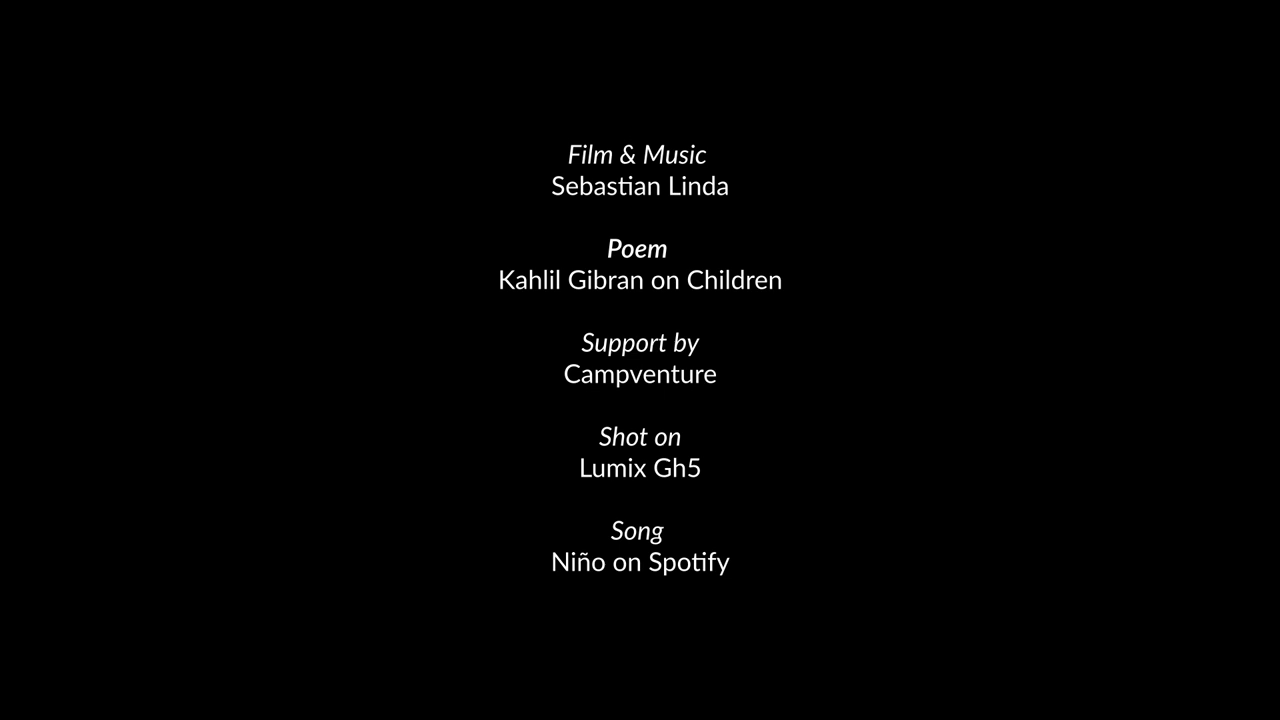 Film & Music
Sebastian Linda
Poem
Kahlil Gibran on Children
Support by
Campventure
Shot on
Lumix Gh5
Song
Niño on Spotify